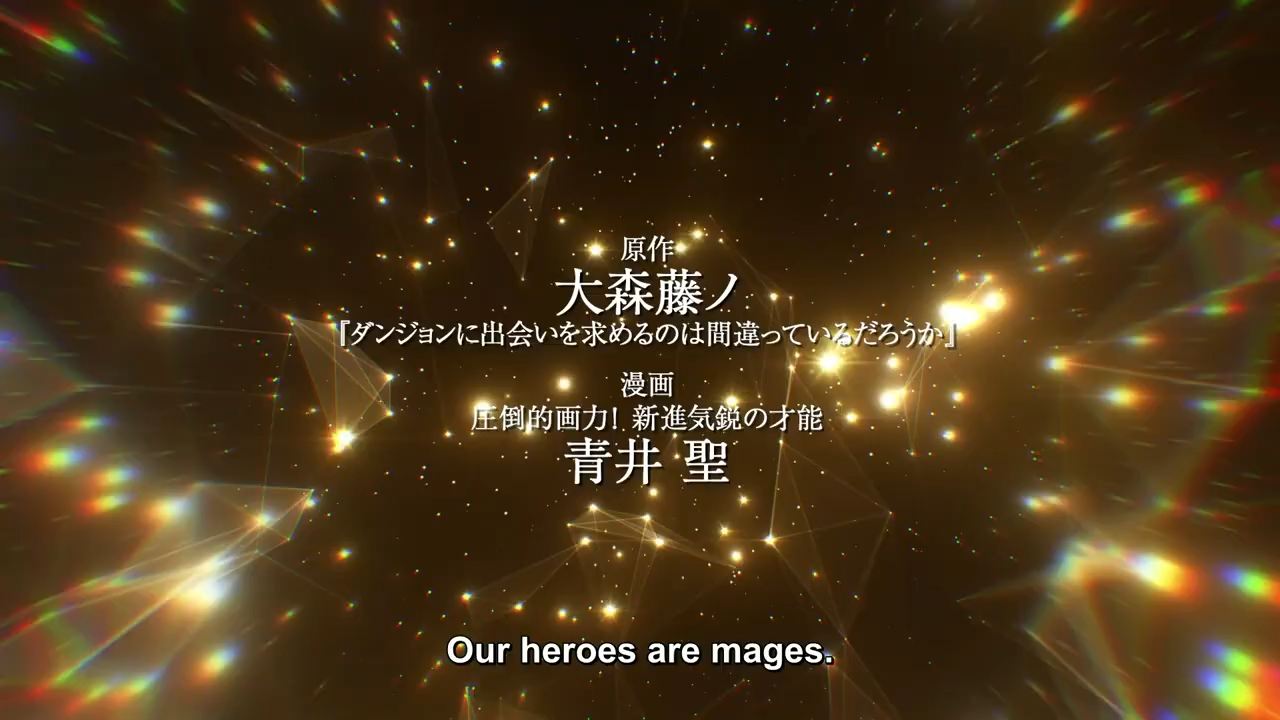 原作
大森藤ノ
『ダンジョンに出会いを求めるのは間違っているだろうか』
漫画
圧倒的画力！ 新進気鋭の才能
青井 聖
Our heroes are mages.